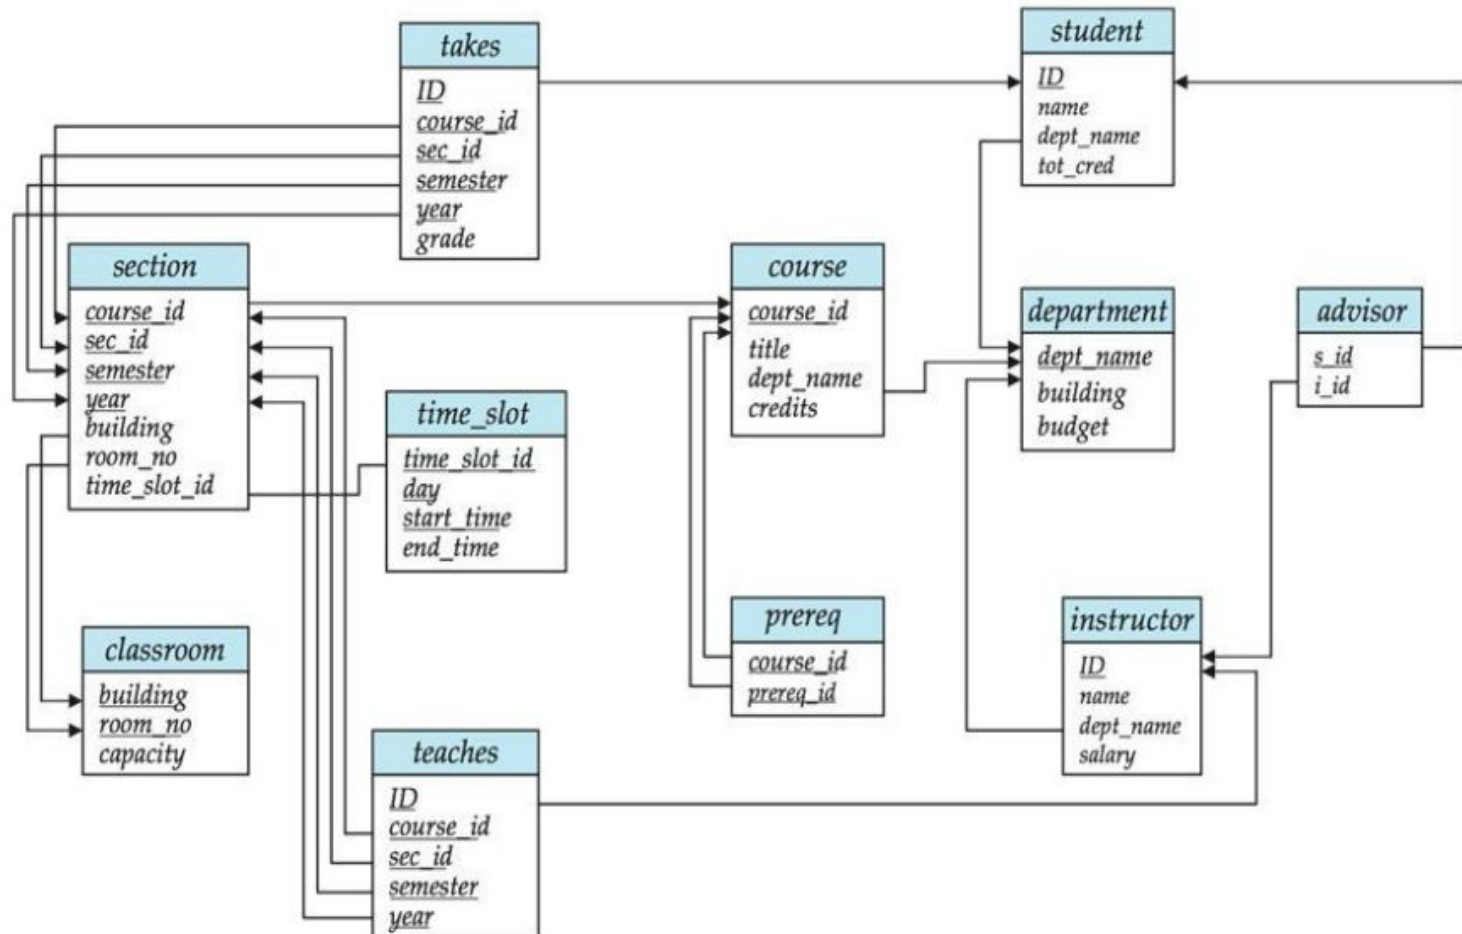 takes
ID
course_id
sec_id
semester
year
grade
student
ID
name
dept_name
tot_cred
section
course_id
sec_id
semester
year
building
room_no
time_slot_id
course
course_id
title
dept_name
credits
department
dept_name
building
budget
advisor
s_id
i_id
time_slot
time_slot_id
day
start_time
end_time
classroom
building
room_no
capacity
prereq
course_id
prereq_id
instructor
ID
name
dept_name
salary
teaches
ID
course_id
sec_id
semester
year